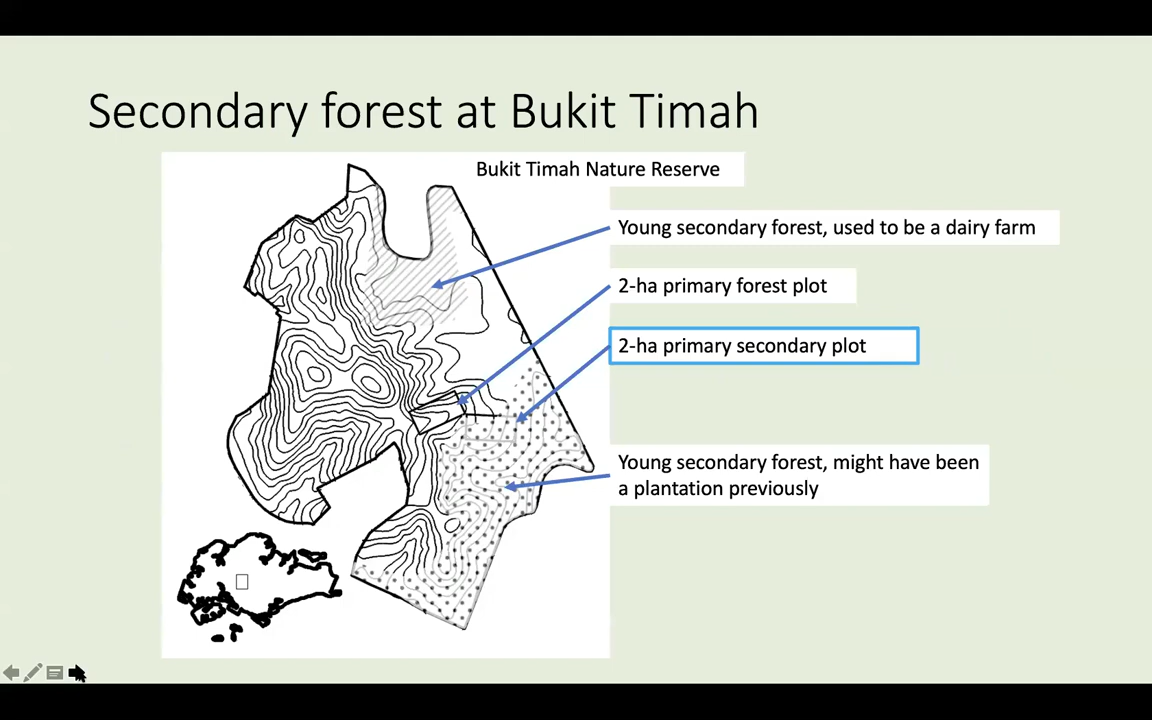 Secondary forest at Bukit Timah
Bukit Timah Nature Reserve
Young secondary forest, used to be a dairy farm
2-ha primary forest plot
2-ha primary secondary plot
Young secondary forest, might have been
a plantation previously